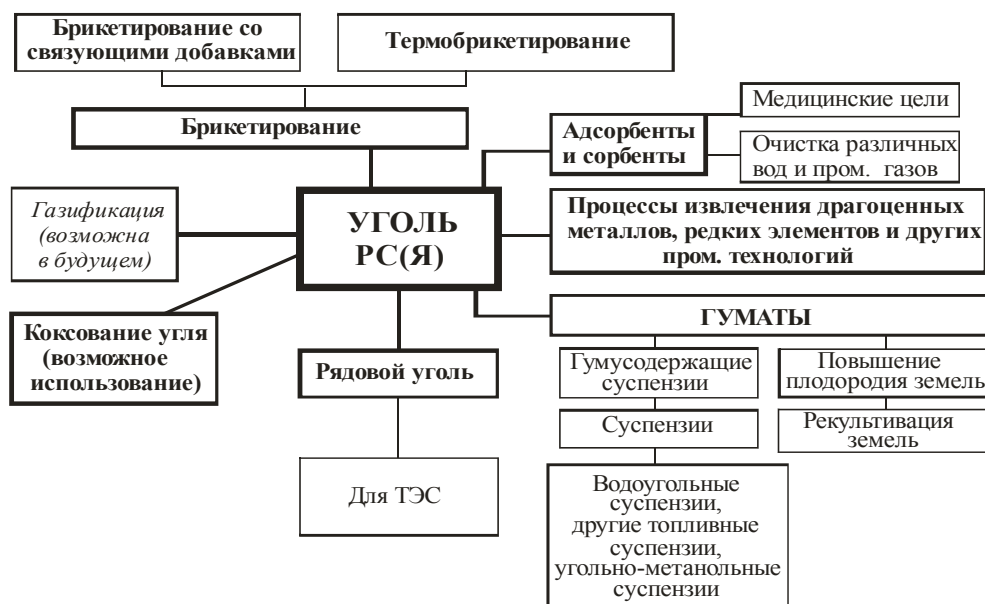 Брикетирование со
связующими добавками
Термобрикетирование
Брикетирование
Адсорбенты
и сорбенты
Медицинские цели
Очистка различных
вод и пром. газов
Газификация
(возможна
в будущем)
УГОЛЬ
РС(Я)
Процессы извлечения драгоценных
металлов, редких элементов и других
пром. технологий
Коксование угля
(возможное
использование)
Рядовой уголь
Для ТЭС
ГУМАТЫ
Гумусодержащие
суспензии
Суспензии
Водоугольные
суспензии,
другие топливные
суспензии,
угольно-метанольные
суспензии
Повышение
плодородия земель
Рекультивация
земель